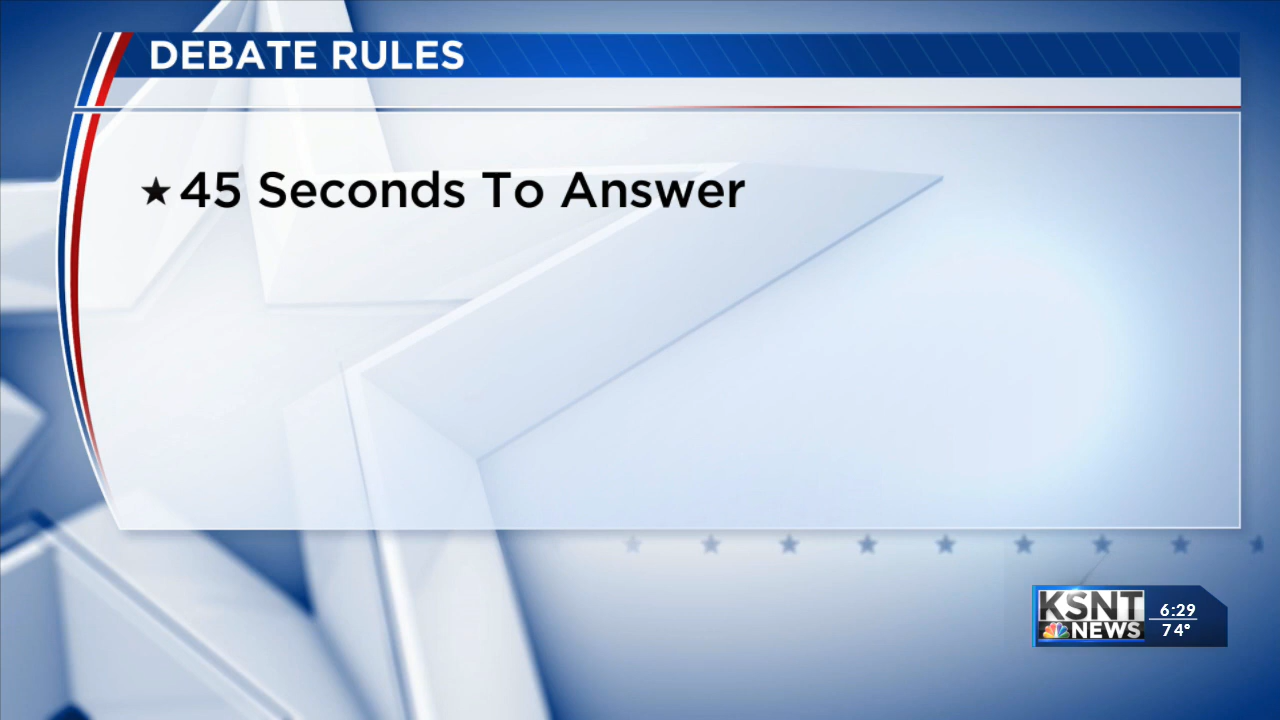 DEBATE RULES
★45 Seconds To Answer
KSNT
NEWS
6:29
74°